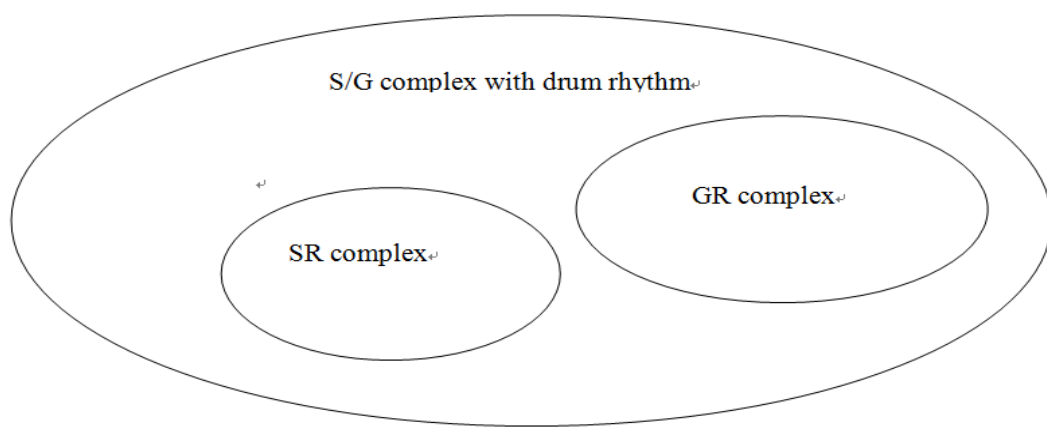 S/G complex with drum rhythm↵
↵
GR complex↵
SR complex↵